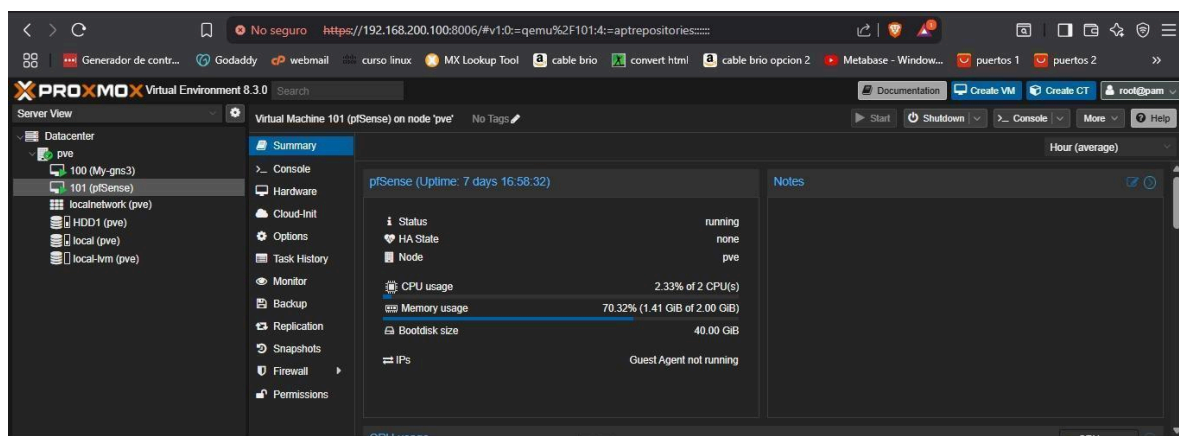 No seguro https://192.168.200.100:8006/#v1:0:=qemu%2F101:4:=aptrepositories::::::
Generador de contr... Godaddy webmail curso linux MX Lookup Tool cable brio convert html cable brio opcion 2 Metabase - Window... puertos 1 puertos 2 »
PROXMOX Virtual Environment 8.3.0 Search Documentation Create VM Create CT root@pam
Server View Virtual Machine 101 (pfSense) on node 'pve' No Tags Start Shutdown Console More Help
Datacenter Summary Hour (average)
pve
100 (My-gns3) Console
101 (pfSense) Hardware pfSense (Uptime: 7 days 16:58:32) Notes
localnetwork (pve) Cloud-Init
HDD1 (pve) Options Status running
local (pve) Task History HA State none
local-lvm (pve) Monitor Node pve
Backup CPU usage 2.33% of 2 CPU(s)
Replication Memory usage 70.32% (1.41 GiB of 2.00 GiB)
Snapshots Bootdisk size 40.00 GiB
Firewall IPs Guest Agent not running
Permissions